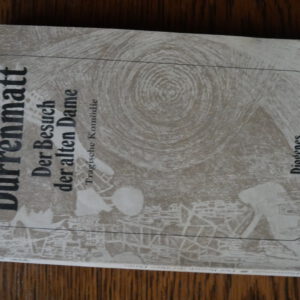 Dürrenmatt
Der Besuch
der alten Dame
Tragische Komödie
Diogenes